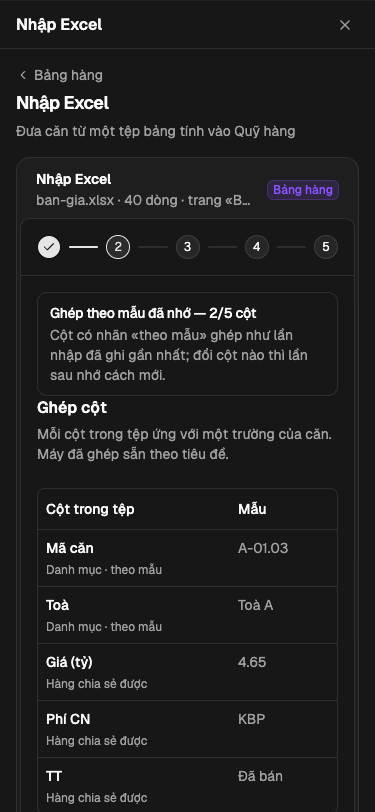 Nhập Excel
Bảng hàng
Nhập Excel
Đưa căn từ một tệp bảng tính vào Quỹ hàng
Nhập Excel
ban-gia.xlsx · 40 dòng · trang «B...
Bảng hàng
2 3 4 5
Ghép theo mẫu đã nhớ — 2/5 cột
Cột có nhãn «theo mẫu» ghép như lần
nhập đã ghi gần nhất; đổi cột nào thì lần
sau nhớ cách mới.
Ghép cột
Mỗi cột trong tệp ứng với một trường của căn.
Máy đã ghép sẵn theo tiêu đề.
Cột trong tệp Mẫu
Mã căn A-01.03
Danh mục · theo mẫu
Toà Toà A
Danh mục · theo mẫu
Giá (tỷ) 4.65
Hàng chia sẻ được
Phí CN KBP
Hàng chia sẻ được
TT Đã bán
Hàng chia sẻ được